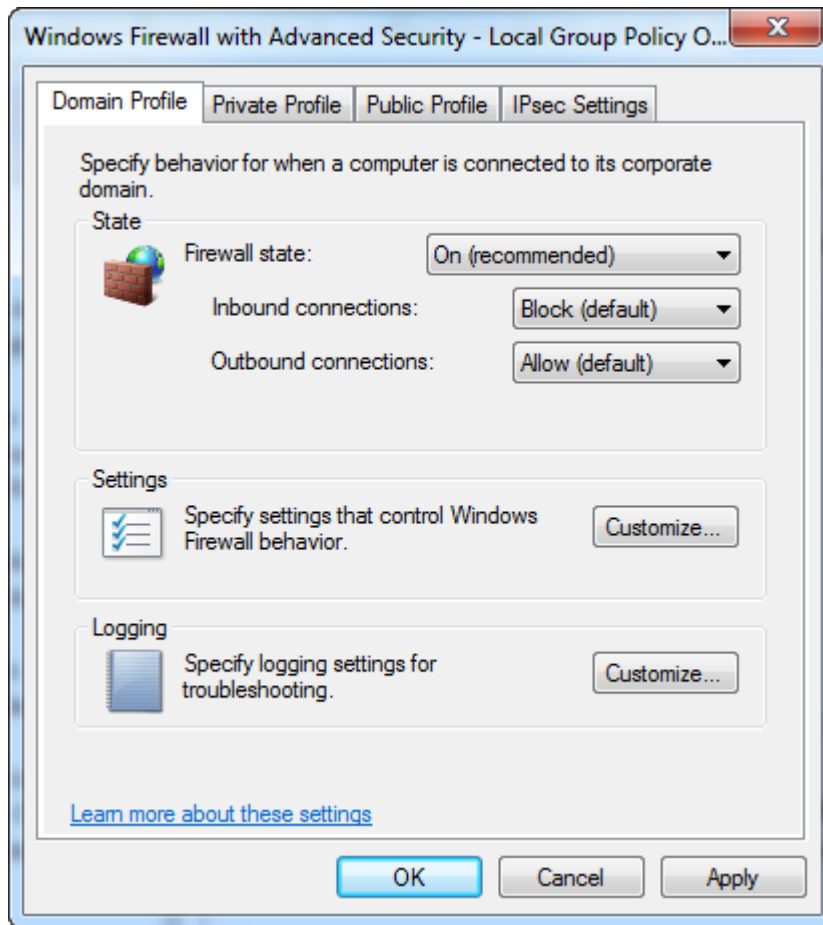 Windows Firewall with Advanced Security - Local Group Policy O...
Domain Profile
Private Profile
Public Profile
IPsec Settings
Specify behavior for when a computer is connected to its corporate
domain.
State
Firewall state:
On (recommended)
Inbound connections:
Block (default)
Outbound connections:
Allow (default)
Settings
Specify settings that control Windows
Firewall behavior.
Customize...
Logging
Specify logging settings for
troubleshooting.
Customize...
Learn more about these settings
OK
Cancel
Apply